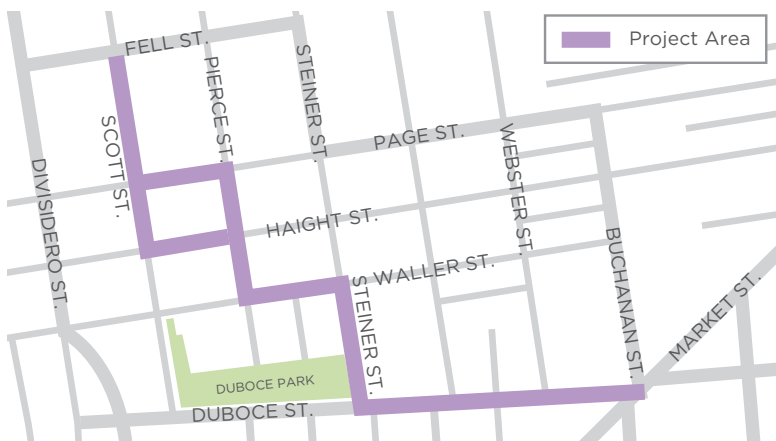 Project Area
FELL ST.
PIERCE ST.
STEINER ST.
SCOTT ST.
PAGE ST.
WEBSTER ST.
DIVISIDERO ST.
HAIGHT ST.
BUCHANAN ST.
WALLER ST.
MARKET ST.
STEINER ST.
DUBOCE PARK
DUBOCE ST.